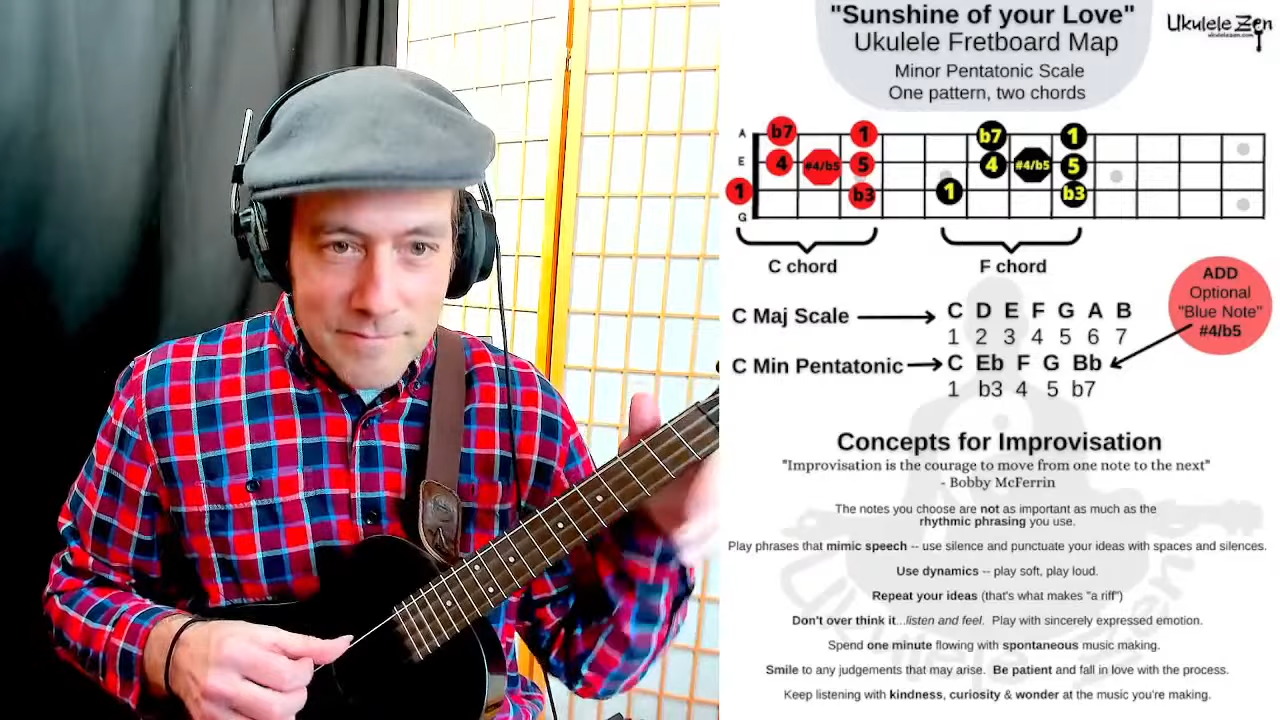 "Sunshine of your Love"
Ukulele Fretboard Map
Minor Pentatonic Scale
One pattern, two chords
Ukulele Zen
ukulelezen.com
A b7 1 b7 1
E 4 #4/b5 5 4 #4/b5 5
1 b3 1 b3
G
C chord F chord
ADD
Optional
"Blue Note"
#4/b5
C Maj Scale C D E F G A B
1 2 3 4 5 6 7
C Min Pentatonic C Eb F G Bb
1 b3 4 5 b7
Concepts for Improvisation
"Improvisation is the courage to move from one note to the next"
- Bobby McFerrin
The notes you choose are not as important as much as the
rhythmic phrasing you use.
Play phrases that mimic speech -- use silence and punctuate your ideas with spaces and silences.
Use dynamics -- play soft, play loud.
Repeat your ideas (that's what makes "a riff")
Don't over think it...listen and feel. Play with sincerely expressed emotion.
Spend one minute flowing with spontaneous music making.
Smile to any judgements that may arise. Be patient and fall in love with the process.
Keep listening with kindness, curiosity & wonder at the music you're making.